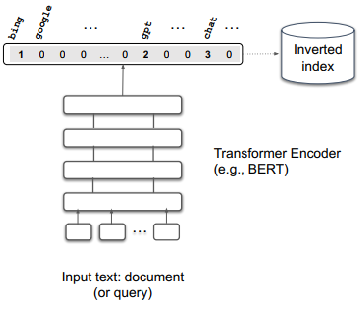 bing google ... gpt ... chat ...
1 0 0 0 ... 0 2 0 0 3 0
Inverted
index
Transformer Encoder
(e.g., BERT)
...
Input text: document
(or query)